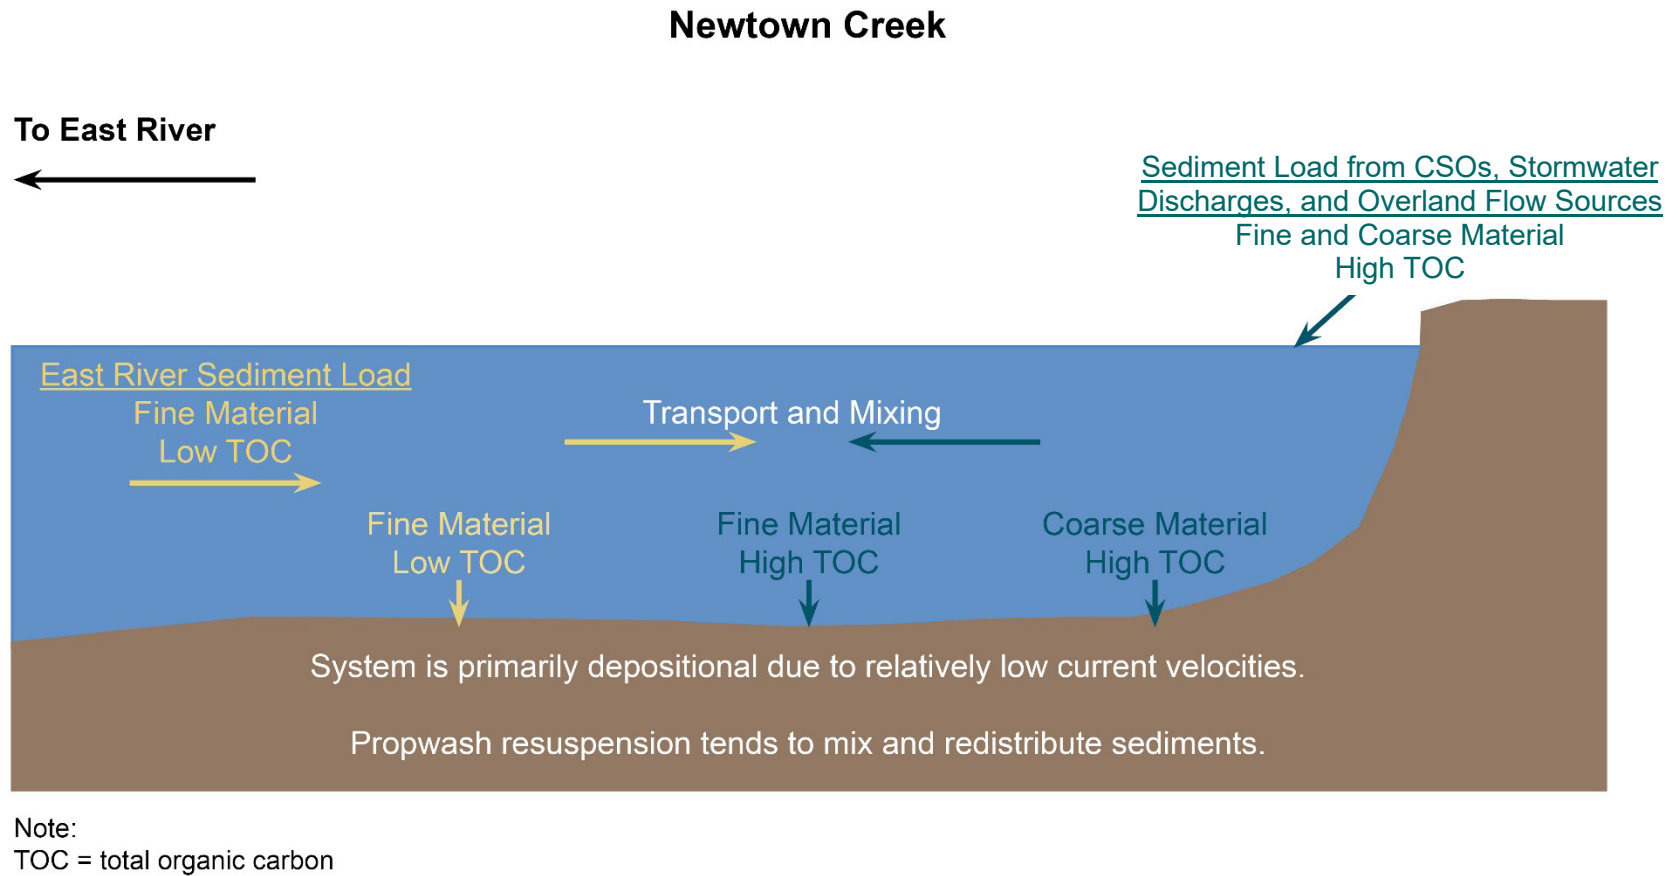 Newtown Creek
To East River
Sediment Load from CSOs, Stormwater
Discharges, and Overland Flow Sources
Fine and Coarse Material
High TOC
East River Sediment Load
Fine Material
Low TOC
Transport and Mixing
Fine Material
Low TOC
Fine Material
High TOC
Coarse Material
High TOC
System is primarily depositional due to relatively low current velocities.
Propwash resuspension tends to mix and redistribute sediments.
Note:
TOC = total organic carbon